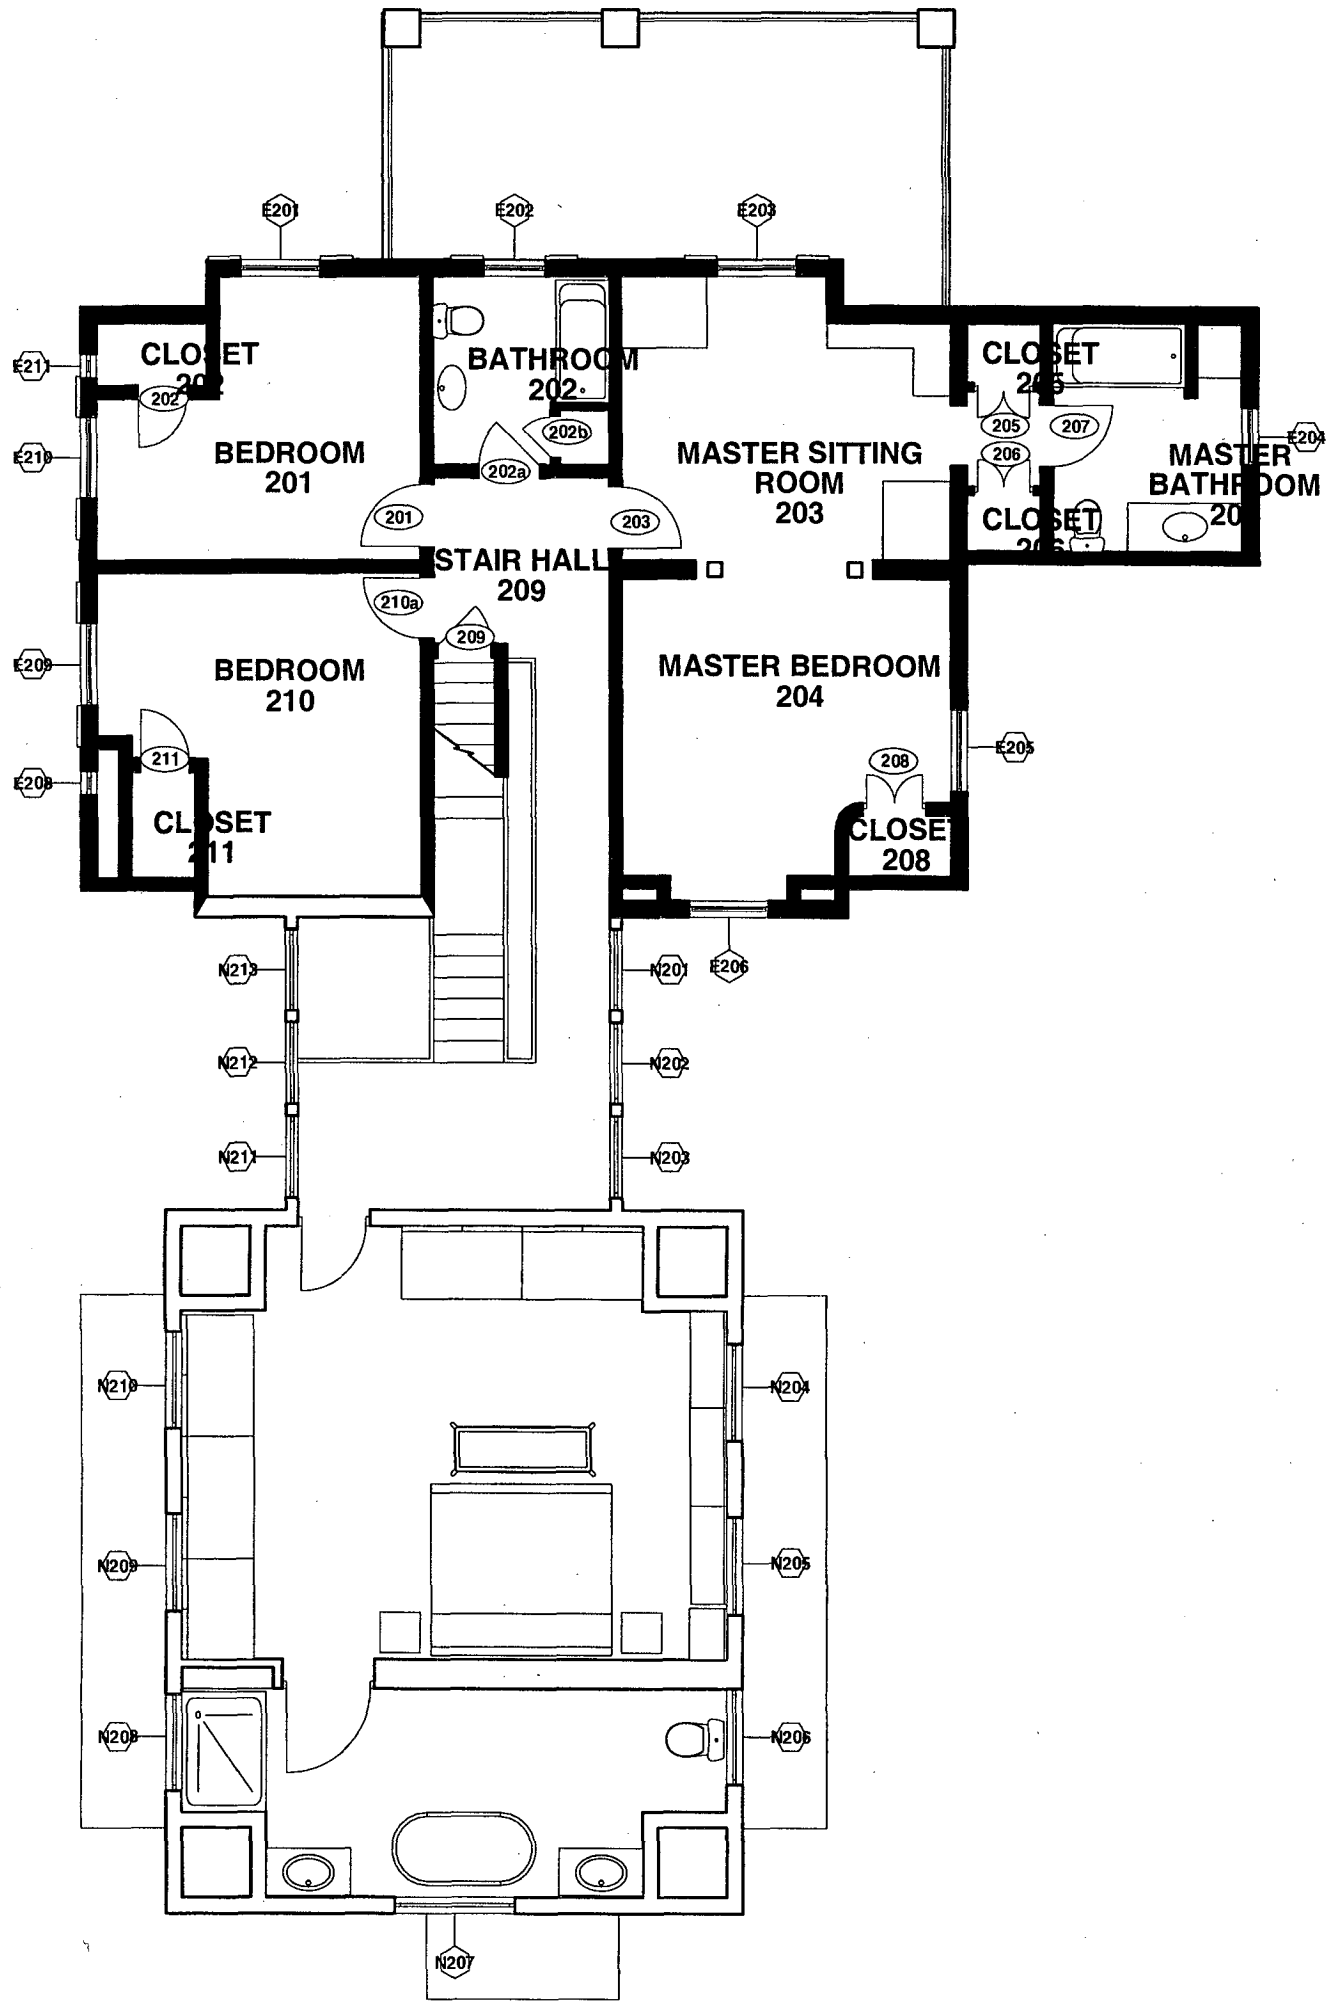 E201
E202
E203
E211
CLOSET
202
202
BATHROOM
202
CLOSET
205
E210
BEDROOM
201
202b
202a
MASTER SITTING
ROOM
203
205
207
206
E204
MASTER
BATHROOM
CLOSET
206
201
203
STAIR HALL
209
210a
209
E209
BEDROOM
210
MASTER BEDROOM
204
E205
211
208
E208
CLOSET
211
CLOSET
208
N213
N201
E206
N212
N202
N211
N203
N210
N204
N209
N205
N208
N206
N207